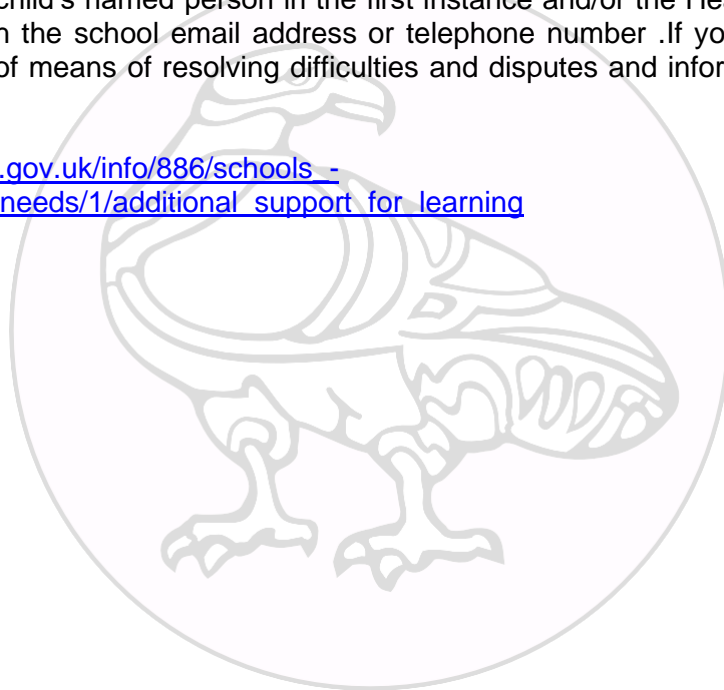 child's named person in the first instance and/or the Hea
n the school email address or telephone number .If yo
of means of resolving difficulties and disputes and infor
.gov.uk/info/886/schools_-
needs/1/additional_support_for_learning